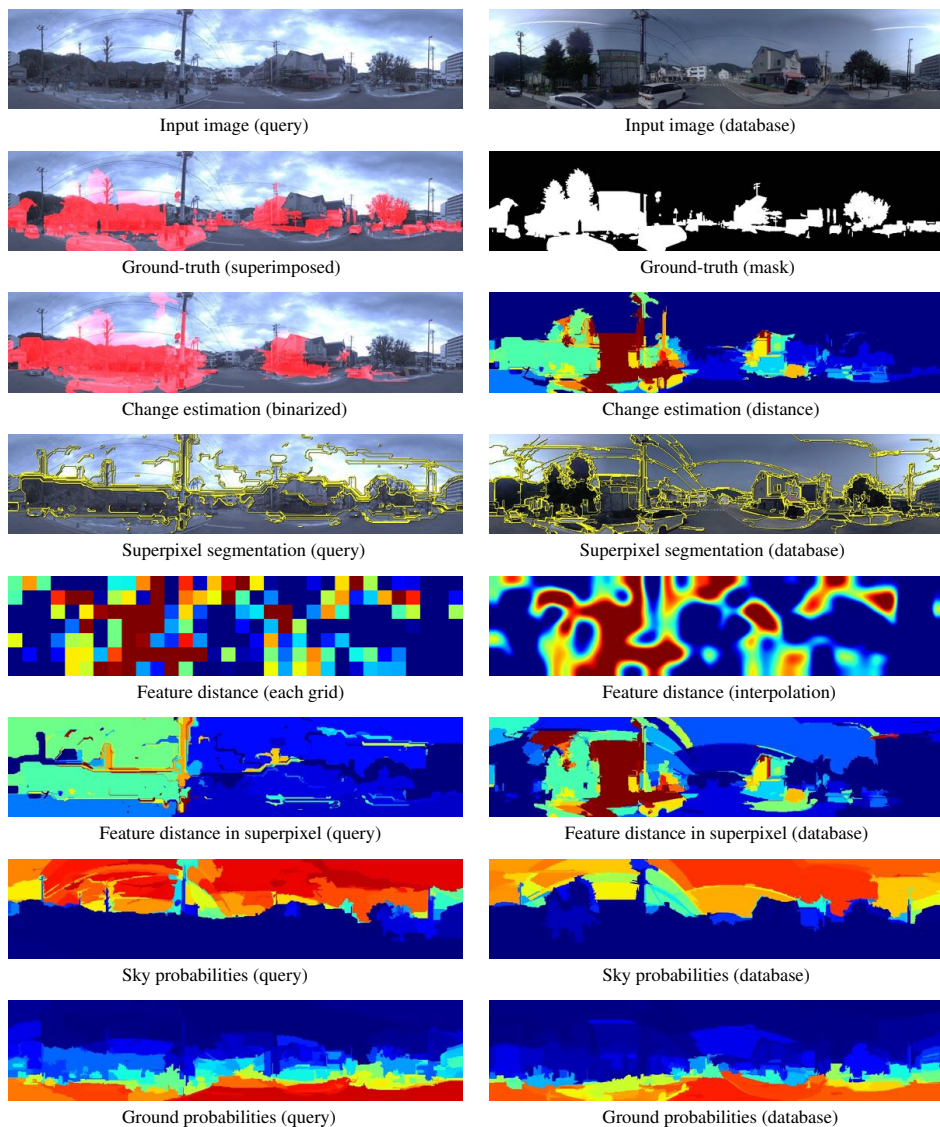 Input image (query)
Input image (database)
Ground-truth (superimposed)
Ground-truth (mask)
Change estimation (binarized)
Change estimation (distance)
Superpixel segmentation (query)
Superpixel segmentation (database)
Feature distance (each grid)
Feature distance (interpolation)
Feature distance in superpixel (query)
Feature distance in superpixel (database)
Sky probabilities (query)
Sky probabilities (database)
Ground probabilities (query)
Ground probabilities (database)